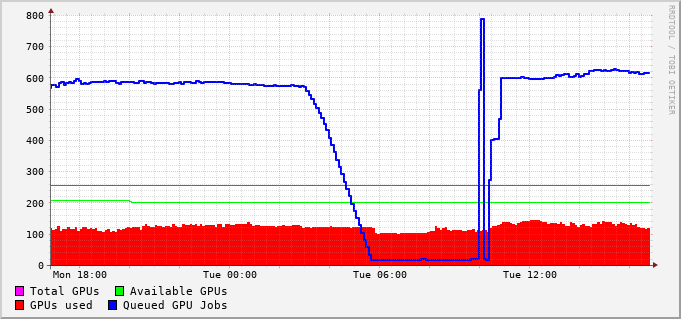 800
700
600
500
400
300
200
100
0
Mon 18:00 Tue 00:00 Tue 06:00 Tue 12:00
Total GPUs Available GPUs
GPUs used Queued GPU Jobs
RRDTOOL / TOBI OETIKER